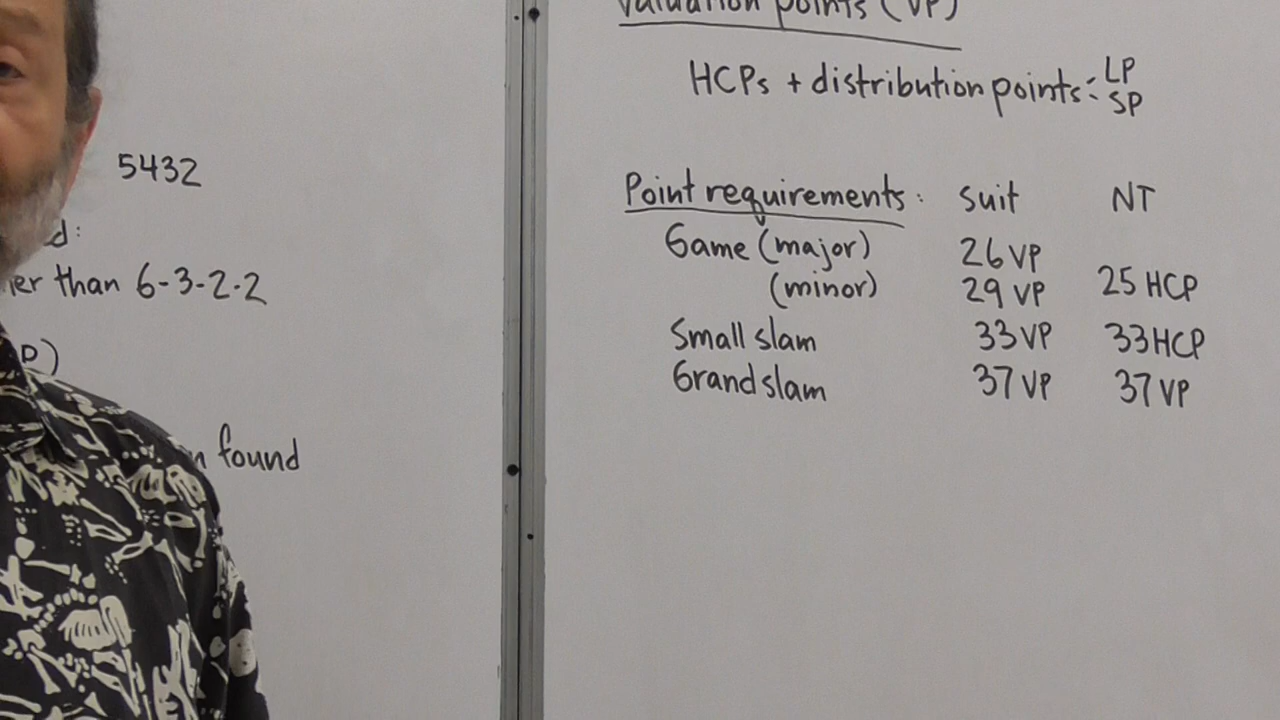 5432
d:
er than 6-3-2-2
P)
n found
Valuation points (VP)
HCPs + distribution points: LP
SP
Point requirements: suit NT
Game (major) 26 VP
(minor) 29 VP 25 HCP
Small slam 33 VP 33 HCP
Grand slam 37 VP 37 VP